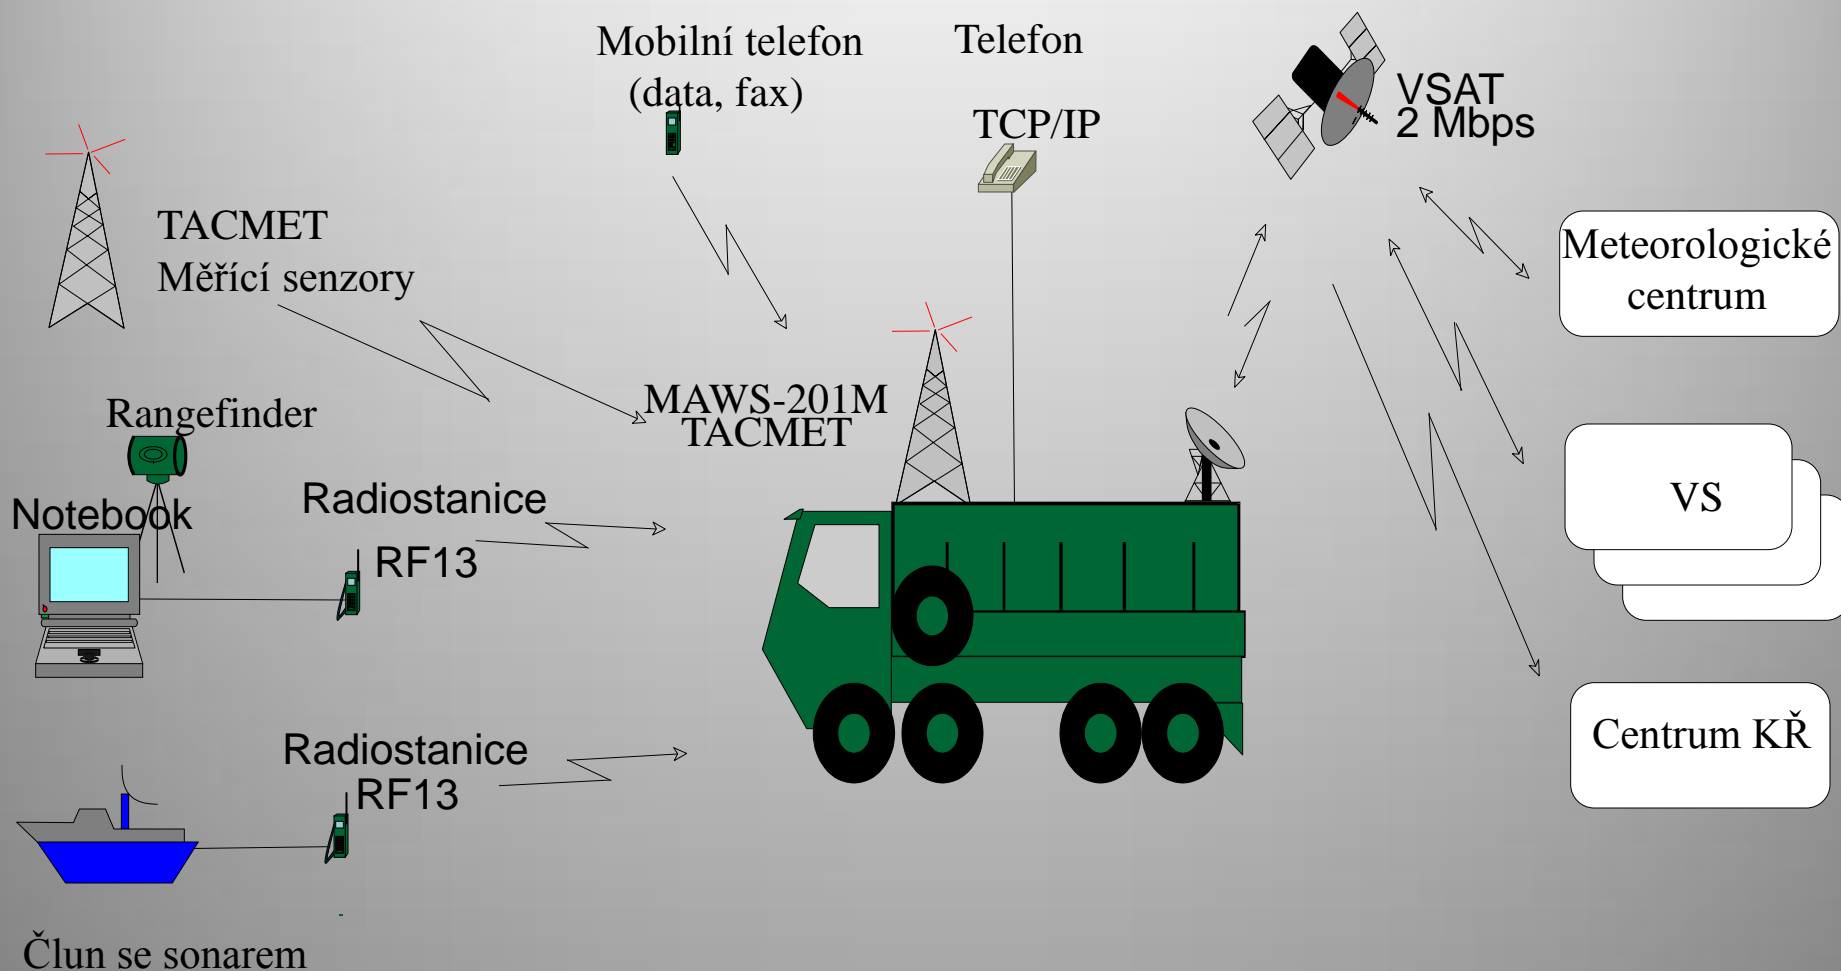 Mobilní telefon
(data, fax)
Telefon
TCP/IP
VSAT
2 Mbps
TACMET
Měřící senzory
Meteorologické
centrum
MAWS-201M
TACMET
Rangefinder
Notebook
Radiostanice
RF13
VS
Radiostanice
RF13
Centrum KŘ
Člun se sonarem